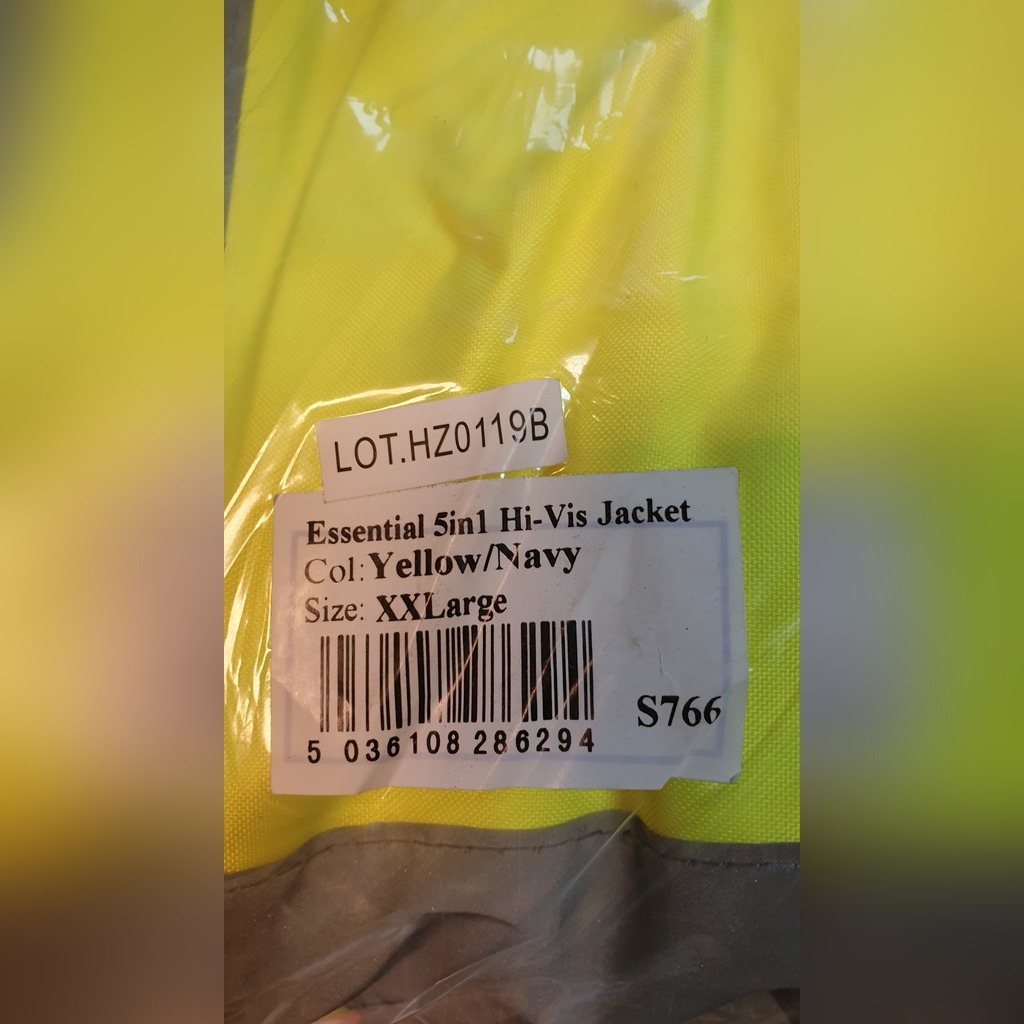 LOT.HZ0119B
Essential 5in1 Hi-Vis Jacket
Col:Yellow/Navy
Size: XXLarge
S766
5 036108 286294